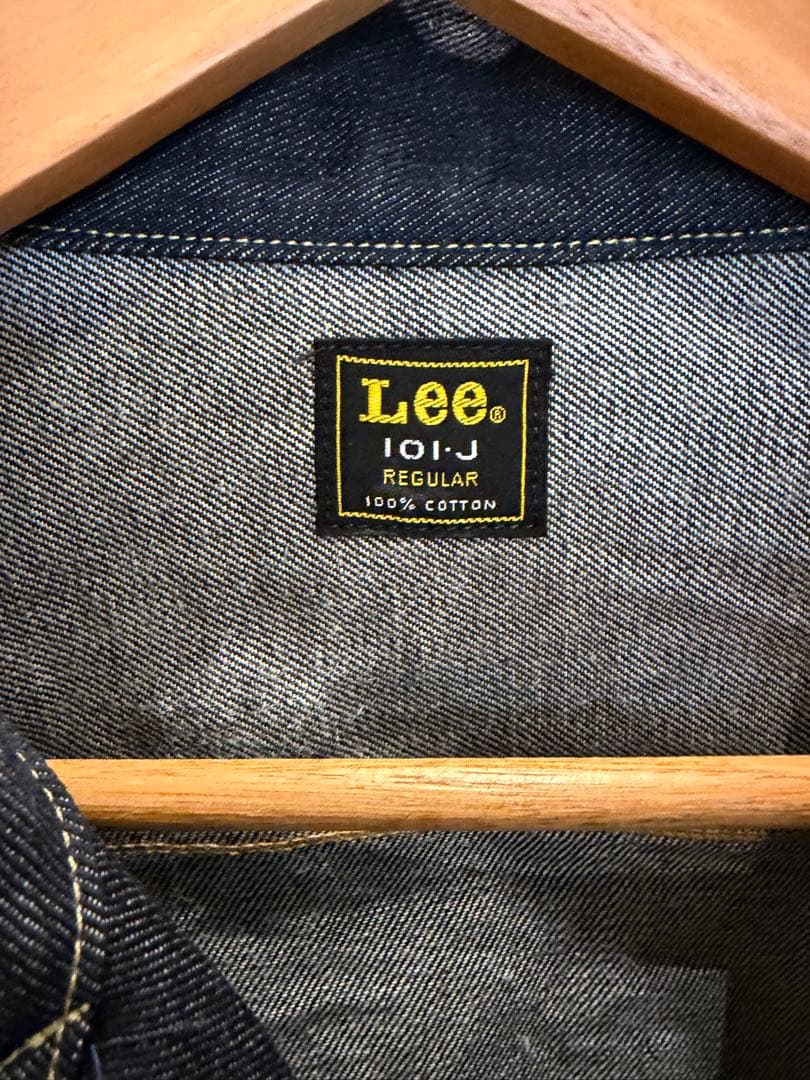 Lee®
101-J
REGULAR
100% COTTON